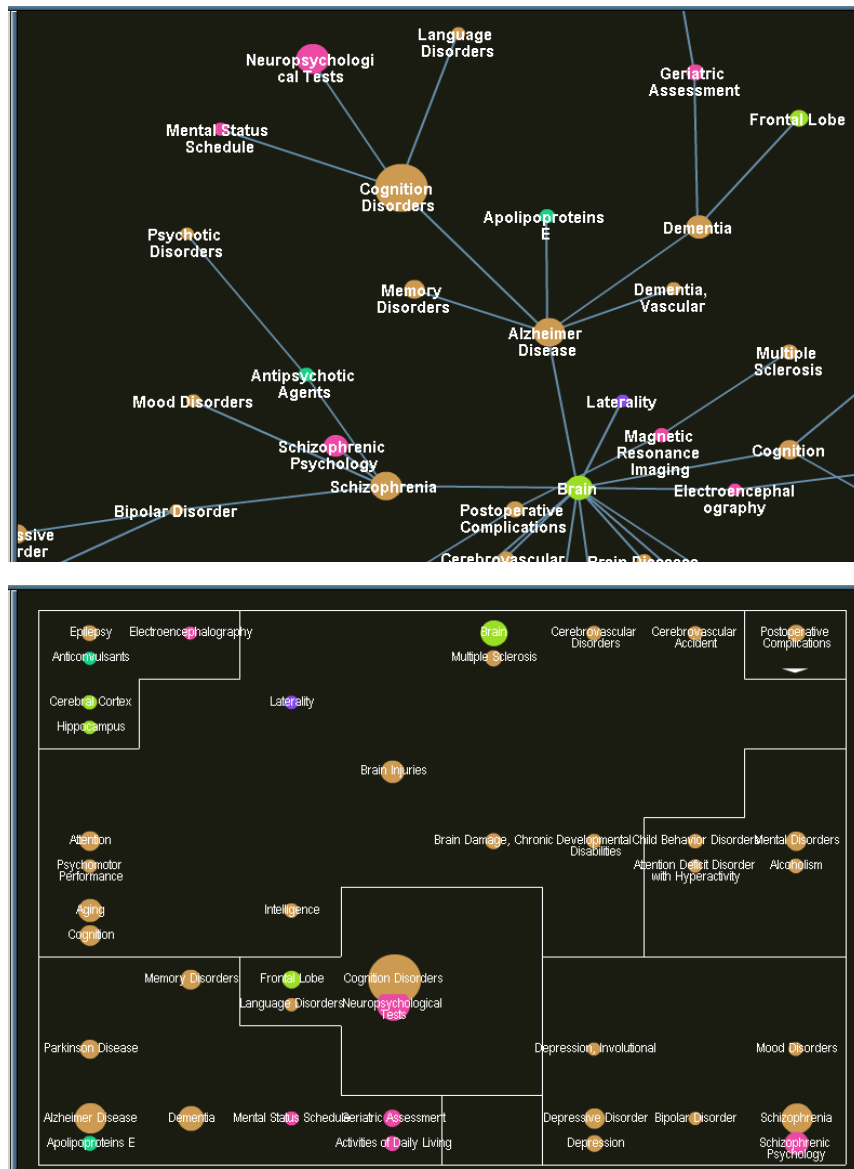 Language
Disorders
Neuropsychologi
cal Tests
Geriatric
Assessment
Frontal Lobe
Mental Status
Schedule
Cognition
Disorders
Apolipoproteins
E
Dementia
Psychotic
Disorders
Memory
Disorders
Dementia,
Vascular
Alzheimer
Disease
Multiple
Sclerosis
Antipsychotic
Agents
Mood Disorders
Laterality
Schizophrenic
Psychology
Magnetic
Resonance
Imaging
Cognition
Schizophrenia
Brain
Electroencephal
ography
Bipolar Disorder
Postoperative
Complications
ssive
rder
Cerebrovascular
Brain Diseases
Epilepsy
Electroencephalography
Brain
Cerebrovascular
Disorders
Cerebrovascular
Accident
Postoperative
Complications
Anticonvulsants
Multiple Sclerosis
Cerebral Cortex
Laterality
Hippocampus
Brain Injuries
Attention
Brain Damage, Chronic
Developmental
Disabilities
Child Behavior Disorders
Mental Disorders
Psychomotor
Performance
Attention Deficit Disorder
with Hyperactivity
Alcoholism
Aging
Intelligence
Cognition
Memory Disorders
Frontal Lobe
Cognition Disorders
Language Disorders
Neuropsychological
Tests
Parkinson Disease
Depression, Involutional
Mood Disorders
Alzheimer Disease
Dementia
Mental Status Schedule
Geriatric Assessment
Depressive Disorder
Bipolar Disorder
Schizophrenia
Apolipoproteins E
Activities of Daily Living
Depression
Schizophrenic
Psychology